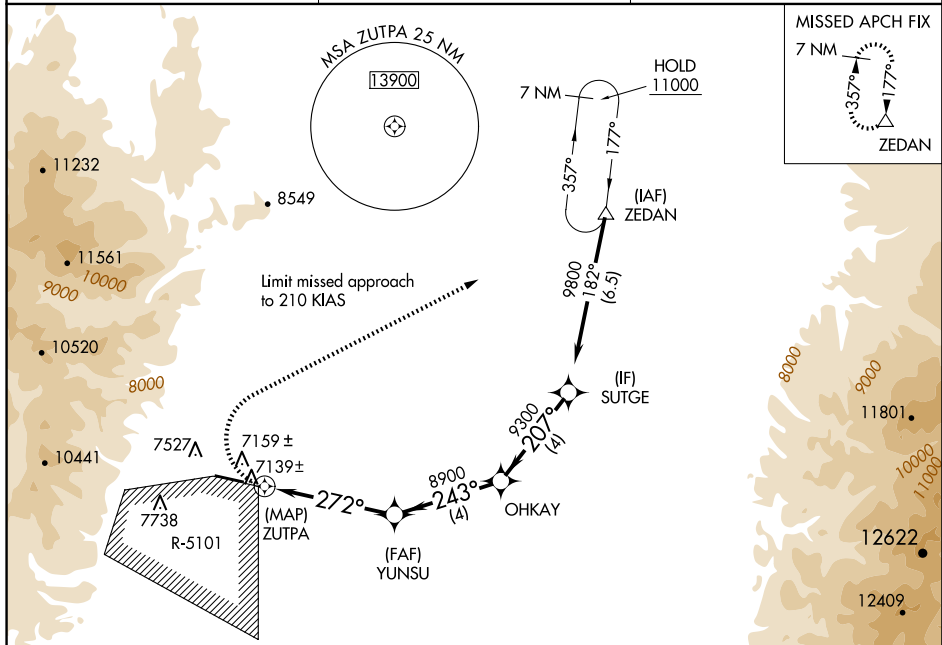 MSA ZUTPA 25 NM
13900
MISSED APCH FIX
7 NM
357°
177°
ZEDAN
HOLD
11000
7 NM
357°
177°
(IAF)
ZEDAN
11232
8549
11561
10000
9000
Limit missed approach
to 210 KIAS
9800
182°
(6.5)
10520
8000
(IF)
SUTGE
8000
9000
11801
9300
207°
(4)
7527
7159 ±
7139 ±
10441
8900
243°
(4)
OHKAY
10000
11000
272°
7738
R-5101
(MAP)
ZUTPA
(FAF)
YUNSU
12622
12409